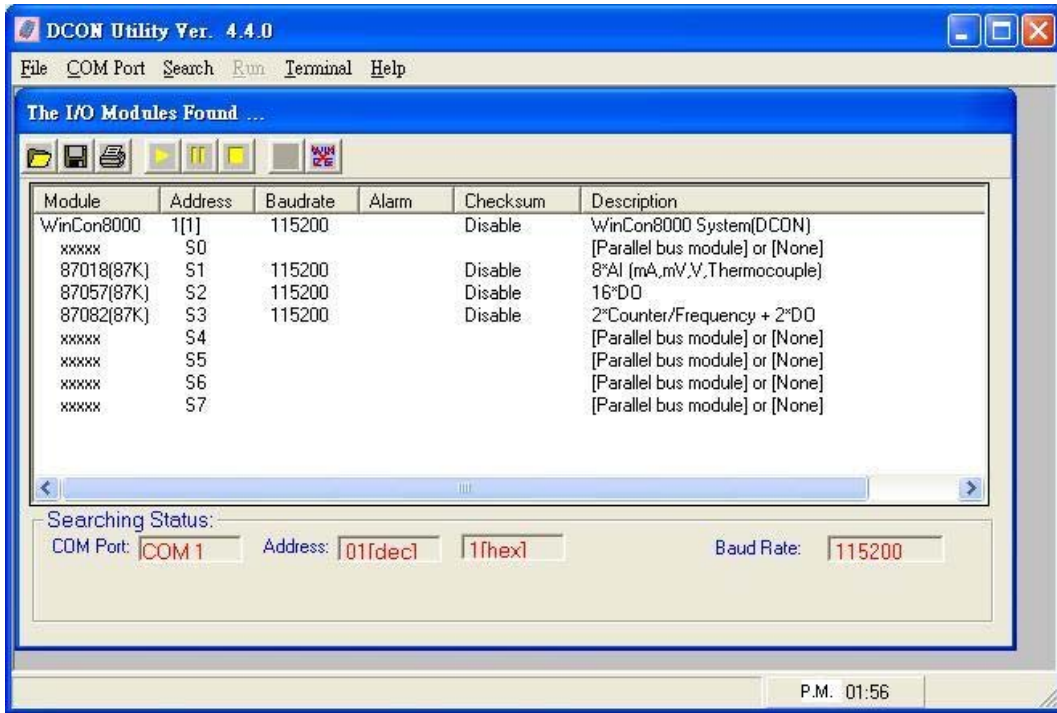 DCON Utility Ver. 4.4.0
File COM Port Search Run Terminal Help
The I/O Modules Found ...
Module Address Baudrate Alarm Checksum Description
WinCon8000 1[1] 115200 Disable WinCon8000 System(DCON)
xxxxx S0 [Parallel bus module] or [None]
87018(87K) S1 115200 Disable 8*AI (mA,mV,V,Thermocouple)
87057(87K) S2 115200 Disable 16*DO
87082(87K) S3 115200 Disable 2*Counter/Frequency + 2*DO
xxxxx S4 [Parallel bus module] or [None]
xxxxx S5 [Parallel bus module] or [None]
xxxxx S6 [Parallel bus module] or [None]
xxxxx S7 [Parallel bus module] or [None]
Searching Status:
COM Port: COM 1 Address: 01[dec] 1[hex] Baud Rate: 115200
P.M. 01:56